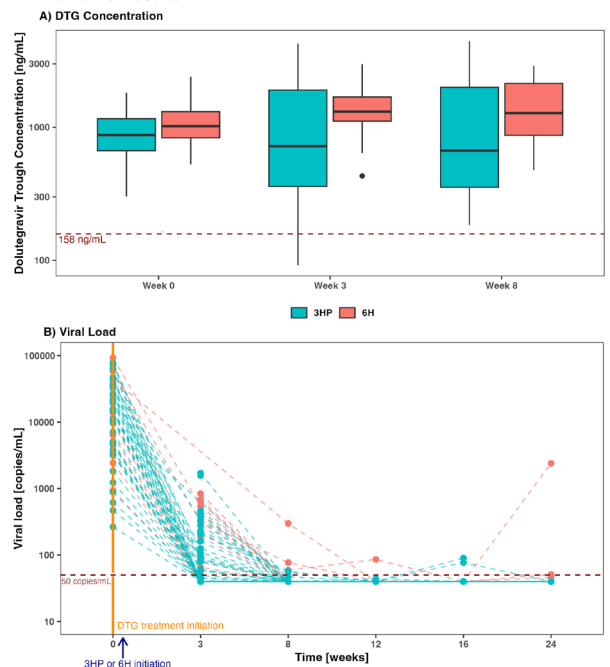 A) DTG Concentration
Dolutegravir Trough Concentration [ng/mL]
3000
1000
300
100
158 ng/mL
Week 0
Week 3
Week 8
3HP
6H
B) Viral Load
Viral load [copies/mL]
100000
10000
1000
100
10
50 copies/mL
DTG treatment initiation
0
3
8
12
16
24
Time [weeks]
3HP or 6H initiation